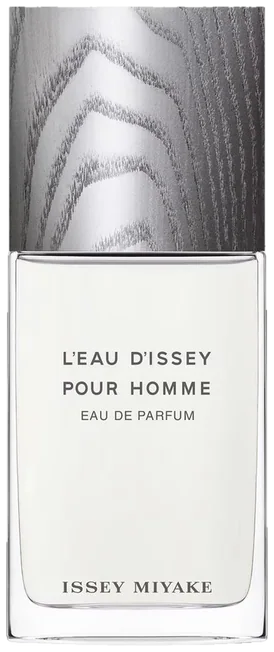 L'EAU D'ISSEY
POUR HOMME
EAU DE PARFUM
ISSEY MIYAKE